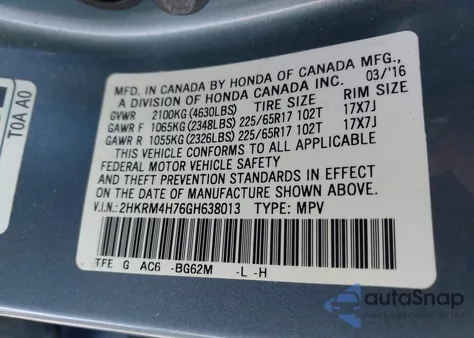 MFD. IN CANADA BY HONDA OF CANADA MFG.,
A DIVISION OF HONDA CANADA INC. 03/'16
GVWR 2100KG (4630LBS) TIRE SIZE RIM SIZE
GAWR F 1065KG (2348LBS) 225/65R17 102T 17X7J
GAWR R 1055KG (2326LBS) 225/65R17 102T 17X7J
THIS VEHICLE CONFORMS TO ALL APPLICABLE
FEDERAL MOTOR VEHICLE SAFETY
AND THEFT PREVENTION STANDARDS IN EFFECT
ON THE DATE OF MANUFACTURE SHOWN ABOVE.
V.I.N.: 2HKRM4H76GH638013 TYPE: MPV
TFE G AC6 -BG62M -L -H
T0A A0
autoSnap